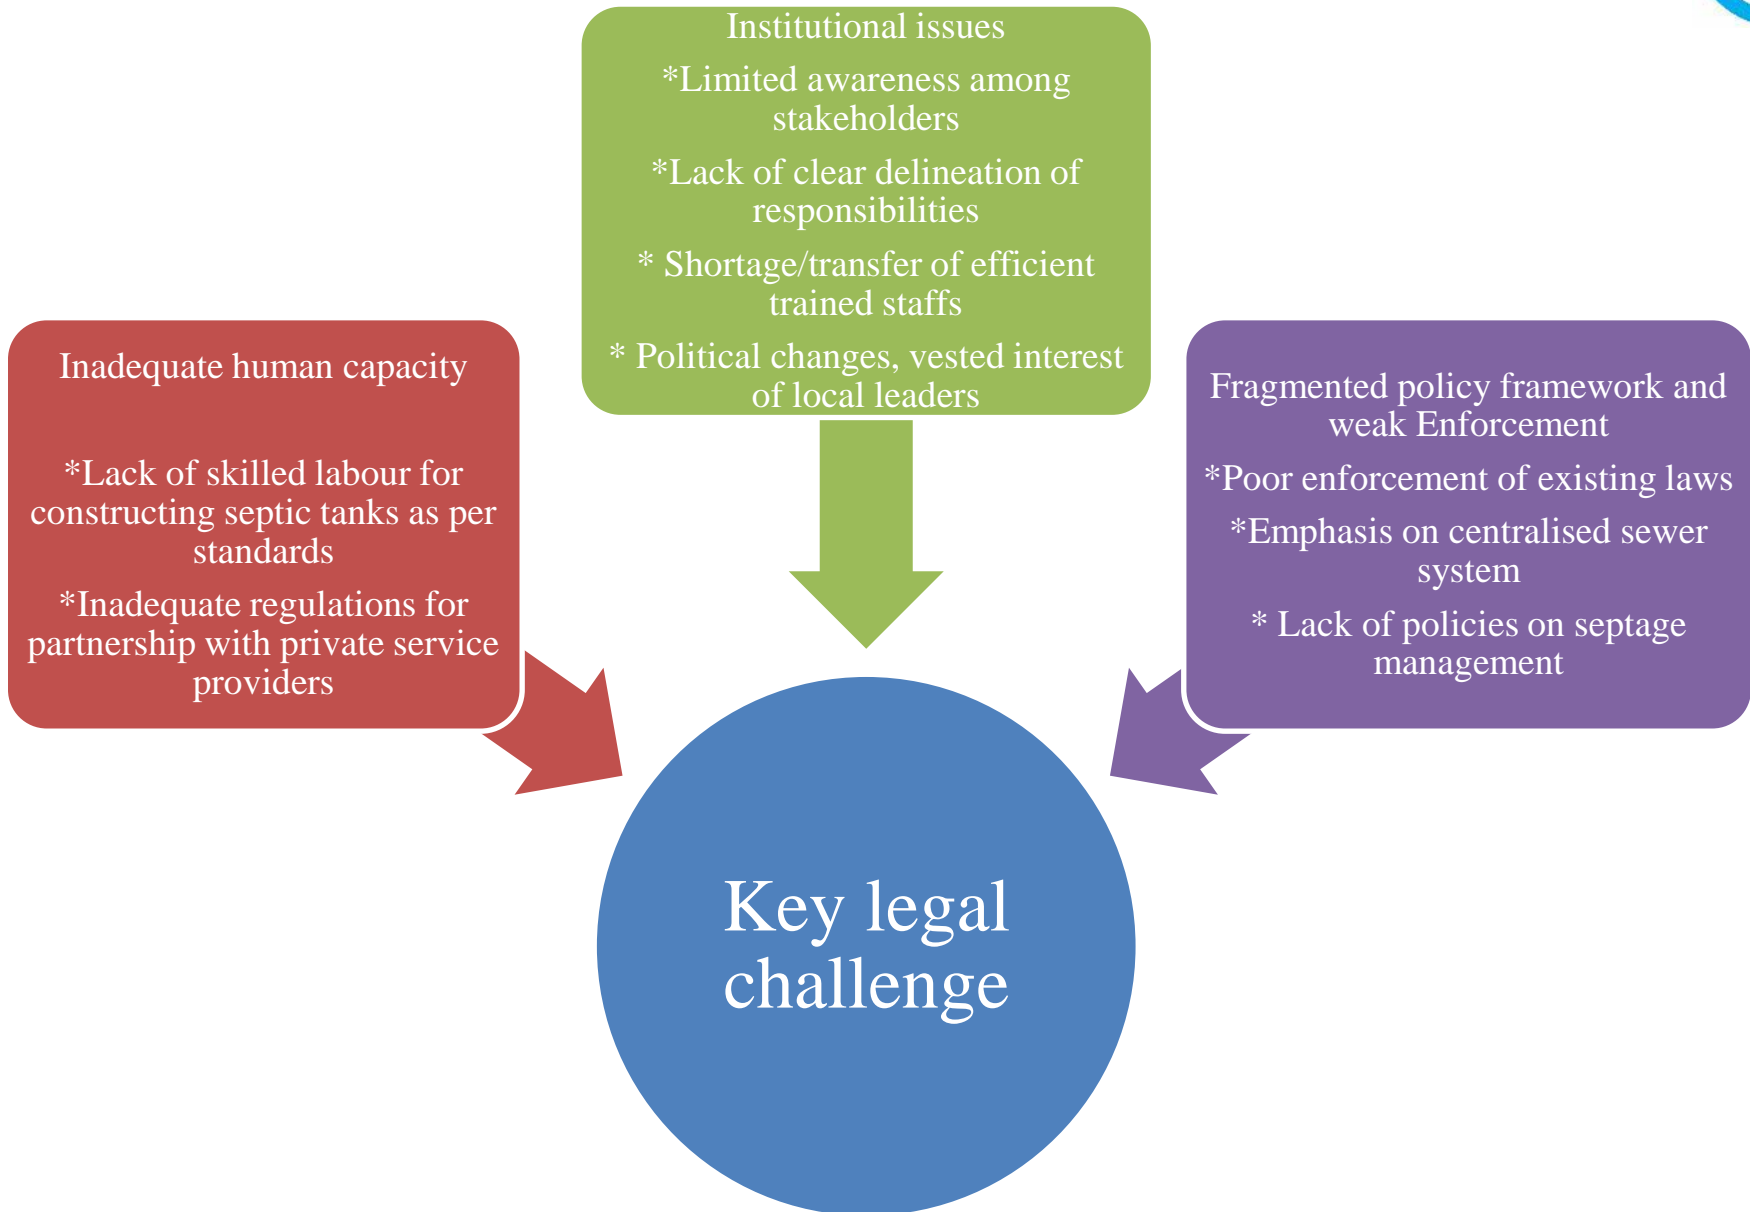 Institutional issues
*Limited awareness among
stakeholders
*Lack of clear delineation of
responsibilities
* Shortage/transfer of efficient
trained staffs
* Political changes, vested interest
of local leaders
Inadequate human capacity
*Lack of skilled labour for
constructing septic tanks as per
standards
*Inadequate regulations for
partnership with private service
providers
Fragmented policy framework and
weak Enforcement
*Poor enforcement of existing laws
*Emphasis on centralised sewer
system
* Lack of policies on septage
management
Key legal
challenge